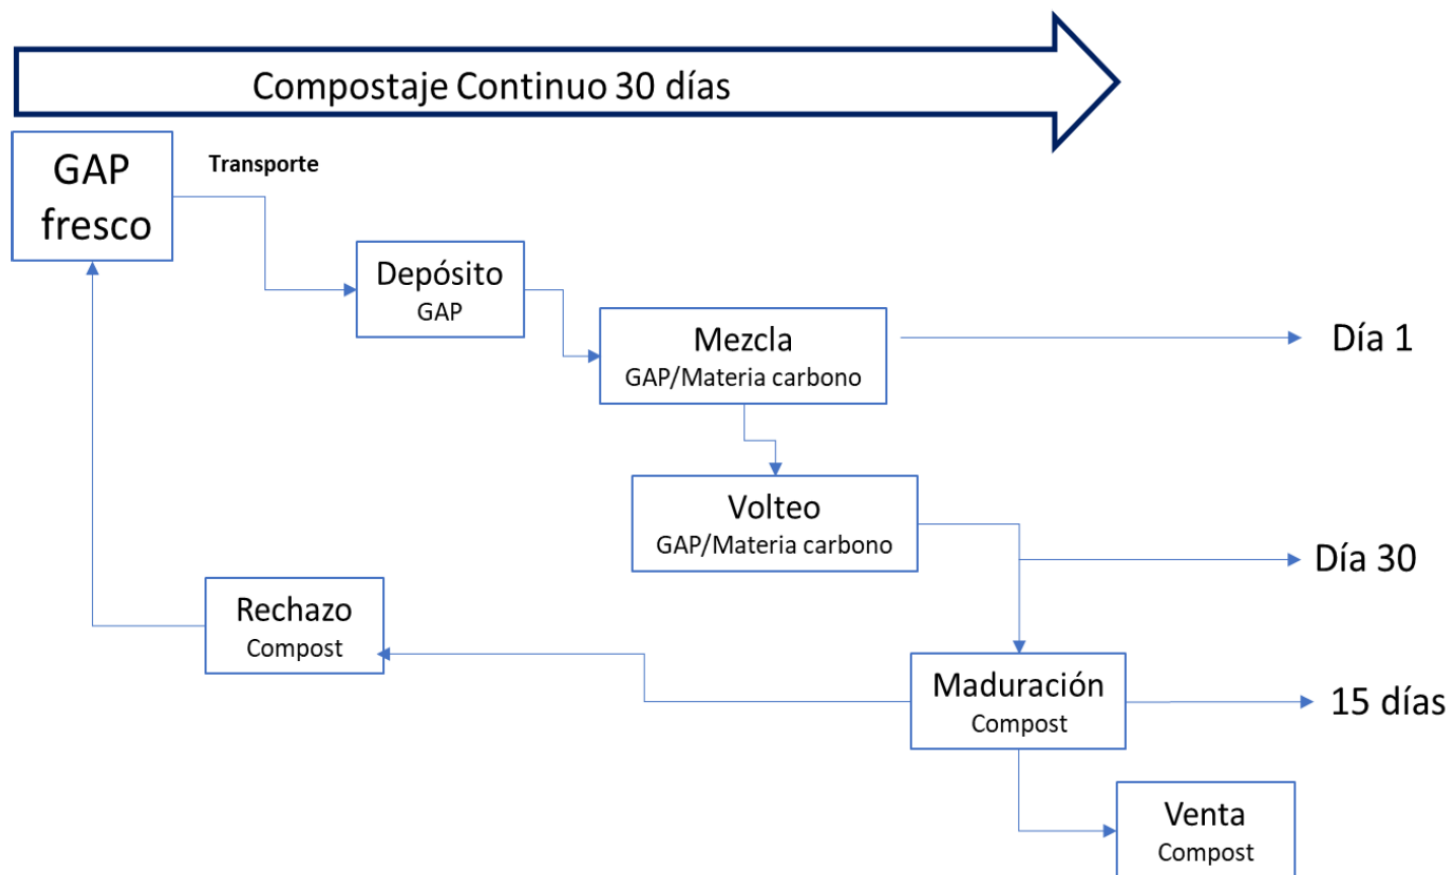 Compostaje Continuo 30 días
GAP
fresco
Transporte
Depósito
GAP
Mezcla
GAP/Materia carbono
Día 1
Volteo
GAP/Materia carbono
Día 30
Rechazo
Compost
Maduración
Compost
15 días
Venta
Compost